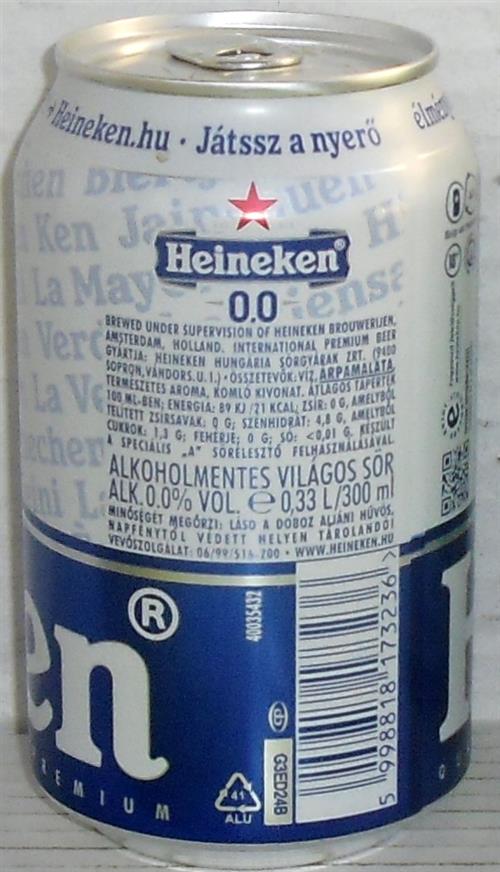 Heineken.hu · Játssz a nyerő
Heineken®
0.0
BREWED UNDER SUPERVISION OF HEINEKEN BROUWERIJEN,
AMSTERDAM, HOLLAND. INTERNATIONAL PREMIUM BEER
GYÁRTJA: HEINEKEN HUNGÁRIA SÖRGYÁRAK ZRT. (9400
SOPRON, VÁNDOR S.U.1.) • ÖSSZETEVŐK: VÍZ, ÁRPAMALÁTA,
TERMÉSZETES AROMA, KOMLÓ KIVONAT. ÁTLAGOS TÁPÉRTÉK
100 ML-BEN; ENERGIA: 89 KJ /21 KCAL, ZSÍR: 0 G, AMELYBŐL
TELÍTETT ZSÍRSAVAK: 0 G; SZÉNHIDRÁT: 4,8 G, AMELYBŐL
CUKROK: 1,3 G; FEHÉRJE; 0 G; SÓ: <0,01 G. KÉSZÜLT
A SPECIÁLIS „A" SÖRÉLESZTŐ FELHASZNÁLÁSÁVAL.
ALKOHOLMENTES VILÁGOS SÖR
ALK. 0.0% VOL. ℮ 0,33 L/300 ml
MINŐSÉGÉT MEGŐRZI: LÁSD A DOBOZ ALJÁN! HŰVÖS,
NAPFÉNYTŐL VÉDETT HELYEN TÁROLANDÓ!
VEVŐSZOLGÁLAT: 06/99/516-200 • WWW.HEINEKEN.HU
en®
PREMIUM
40035432
G3ED24B
41
ALU
5 998818 173236 >